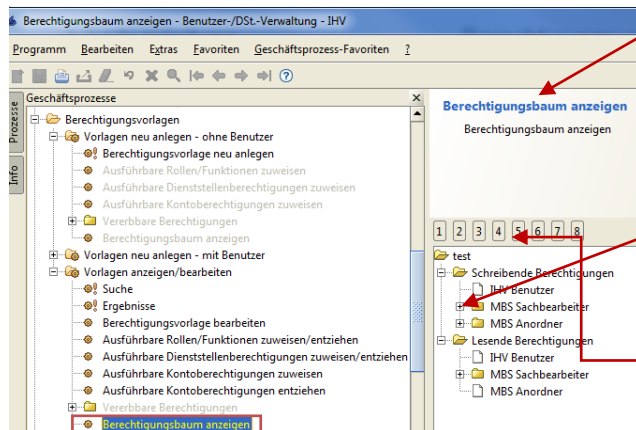 Berechtigungsbaum anzeigen - Benutzer-/DSt.-Verwaltung - IHV
Programm Bearbeiten Extras Favoriten Geschäftsprozess-Favoriten ?
Geschäftsprozesse
Prozesse
Info
Berechtigungsvorlagen
Vorlagen neu anlegen - ohne Benutzer
Berechtigungsvorlage neu anlegen
Ausführbare Rollen/Funktionen zuweisen
Ausführbare Dienststellenberechtigungen zuweisen
Ausführbare Kontoberechtigungen zuweisen
Vererbbare Berechtigungen
Berechtigungsbaum anzeigen
Vorlagen neu anlegen - mit Benutzer
Vorlagen anzeigen/bearbeiten
Suche
Ergebnisse
Berechtigungsvorlage bearbeiten
Ausführbare Rollen/Funktionen zuweisen/entziehen
Ausführbare Dienststellenberechtigungen zuweisen/entziehen
Ausführbare Kontoberechtigungen zuweisen
Ausführbare Kontoberechtigungen entziehen
Vererbbare Berechtigungen
Berechtigungsbaum anzeigen
Berechtigungsbaum anzeigen
Berechtigungsbaum anzeigen
1 2 3 4 5 6 7 8
test
Schreibende Berechtigungen
IHV Benutzer
MBS Sachbearbeiter
MBS Anordner
Lesende Berechtigungen
IHV Benutzer
MBS Sachbearbeiter
MBS Anordner